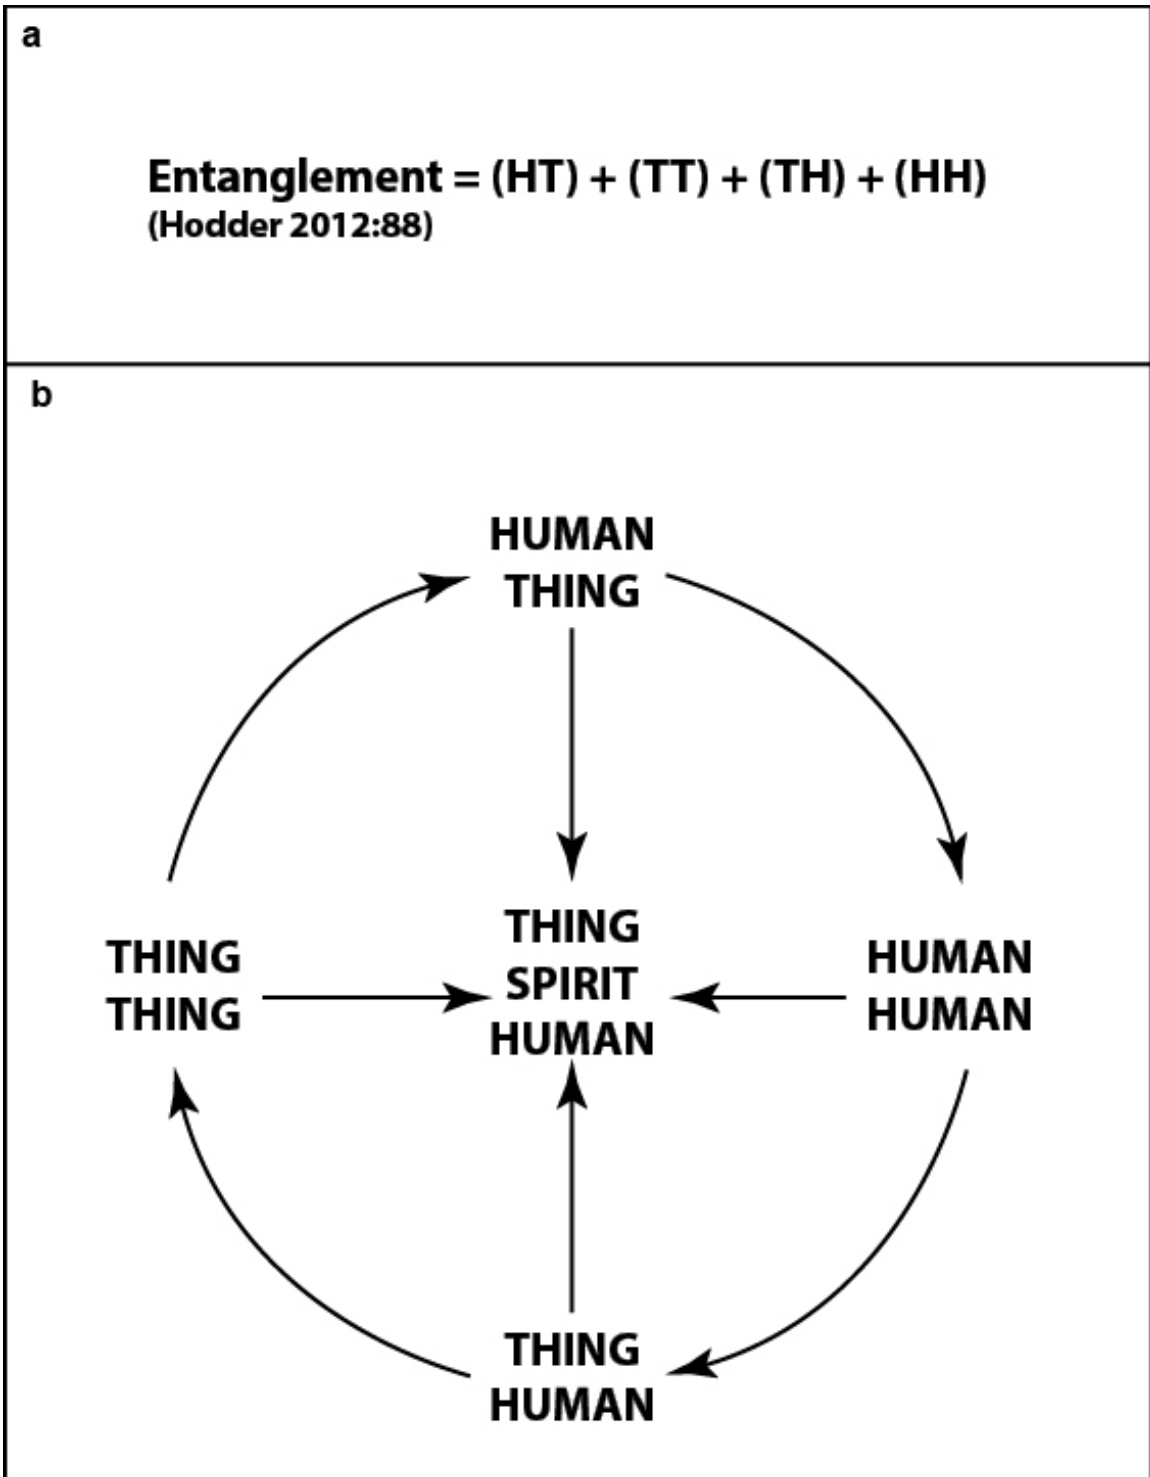 a
Entanglement = (HT) + (TT) + (TH) + (HH)
(Hodder 2012:88)
b
HUMAN
THING
THING
THING
THING
SPIRIT
HUMAN
HUMAN
HUMAN
THING
HUMAN